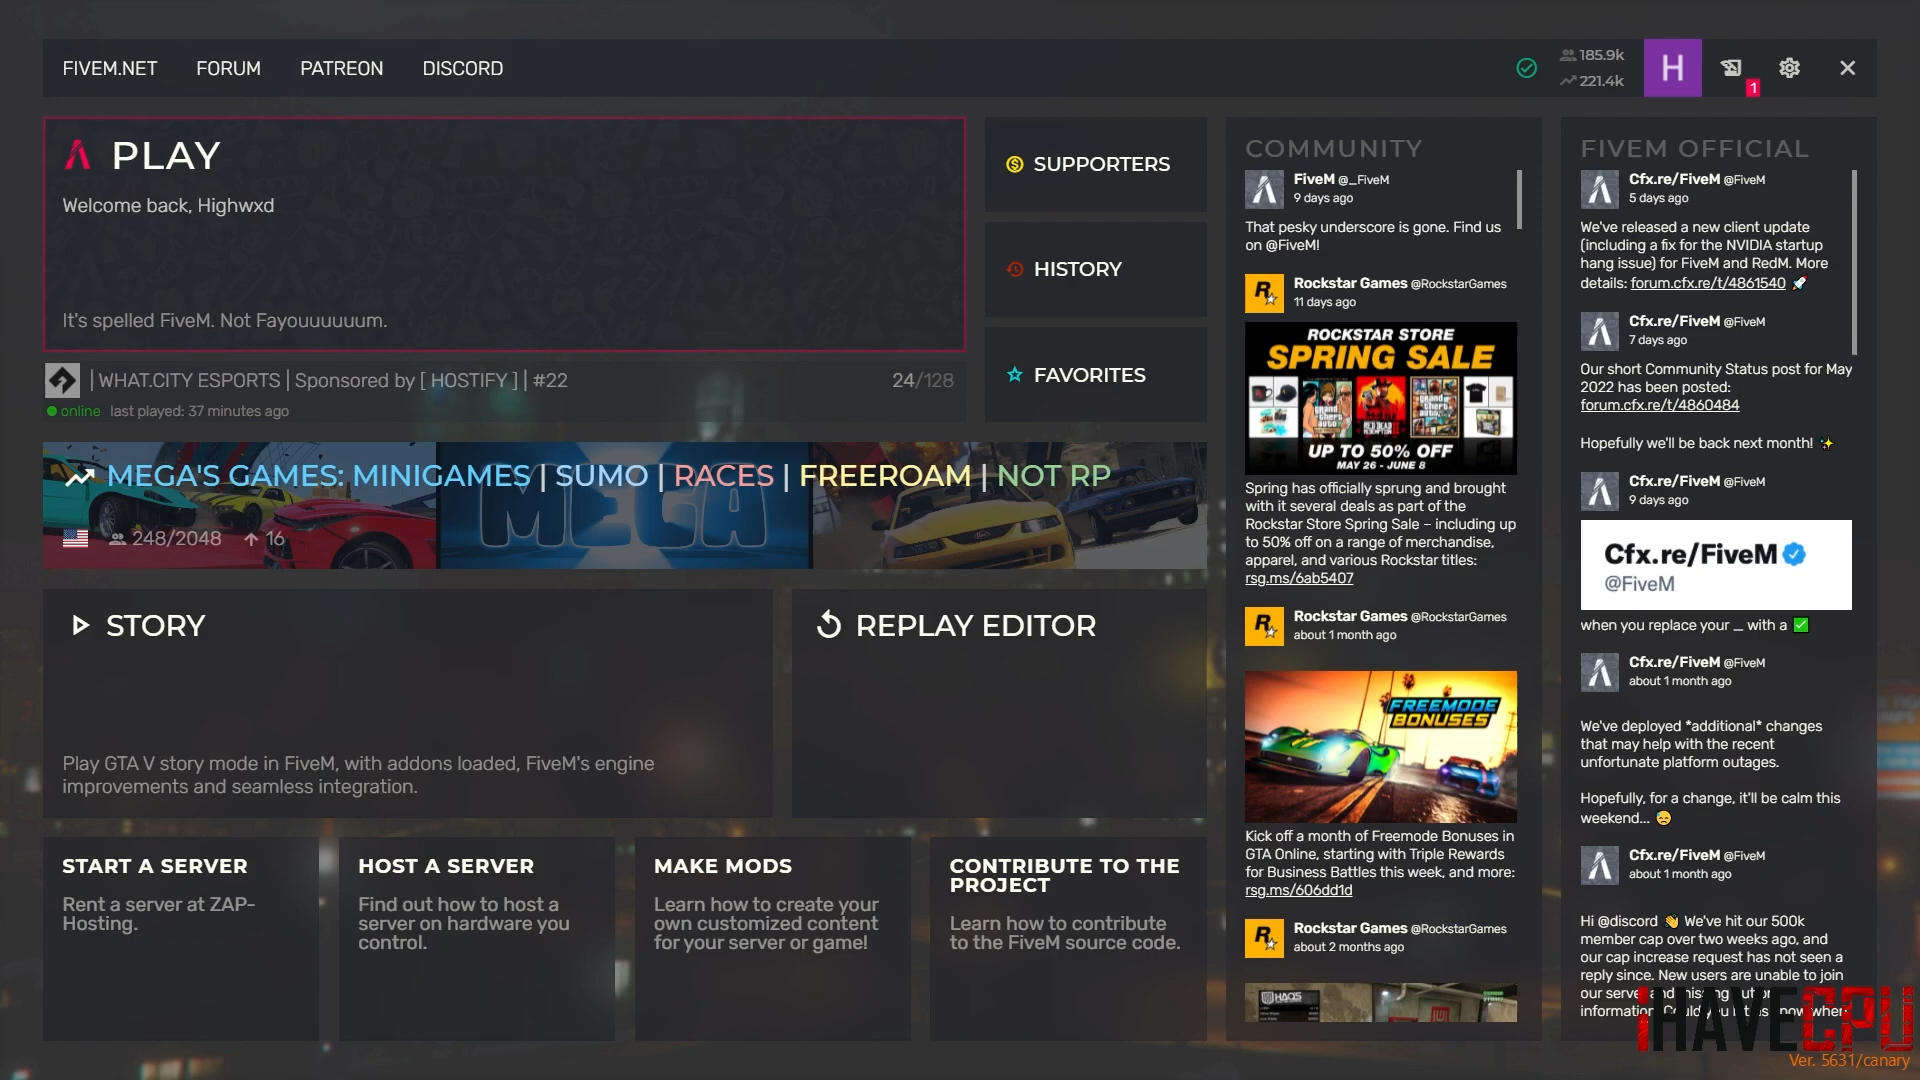 FIVEM.NET FORUM PATREON DISCORD
185.9k
221.4k
H
1
PLAY
Welcome back, Highwxd
It's spelled FiveM. Not Fayouuuuuum.
| WHAT.CITY ESPORTS | Sponsored by [ HOSTIFY ] | #22
24/128
online last played: 37 minutes ago
SUPPORTERS
HISTORY
FAVORITES
MEGA'S GAMES: MINIGAMES | SUMO | RACES | FREEROAM | NOT RP
MEGA
248/2048 16
STORY
Play GTA V story mode in FiveM, with addons loaded, FiveM's engine
improvements and seamless integration.
REPLAY EDITOR
START A SERVER
Rent a server at ZAP-
Hosting.
HOST A SERVER
Find out how to host a
server on hardware you
control.
MAKE MODS
Learn how to create your
own customized content
for your server or game!
CONTRIBUTE TO THE
PROJECT
Learn how to contribute
to the FiveM source code.
COMMUNITY
FiveM @_FiveM
9 days ago
That pesky underscore is gone. Find us
on @FiveM!
Rockstar Games @RockstarGames
11 days ago
ROCKSTAR STORE
SPRING SALE
UP TO 50% OFF
MAY 26 - JUNE 8
Spring has officially sprung and brought
with it several deals as part of the
Rockstar Store Spring Sale – including up
to 50% off on a range of merchandise,
apparel, and various Rockstar titles:
rsg.ms/6ab5407
Rockstar Games @RockstarGames
about 1 month ago
FREEMODE
BONUSES
Kick off a month of Freemode Bonuses in
GTA Online, starting with Triple Rewards
for Business Battles this week, and more:
rsg.ms/606dd1d
Rockstar Games @RockstarGames
about 2 months ago
FIVEM OFFICIAL
Cfx.re/FiveM @FiveM
5 days ago
We've released a new client update
(including a fix for the NVIDIA startup
hang issue) for FiveM and RedM. More
details: forum.cfx.re/t/4861540 🚀
Cfx.re/FiveM @FiveM
7 days ago
Our short Community Status post for May
2022 has been posted:
forum.cfx.re/t/4860484
Hopefully we'll be back next month! ✨
Cfx.re/FiveM @FiveM
9 days ago
Cfx.re/FiveM
@FiveM
when you replace your _ with a ✅
Cfx.re/FiveM @FiveM
about 1 month ago
We've deployed *additional* changes
that may help with the recent
unfortunate platform outages.
Hopefully, for a change, it'll be calm this
weekend... 😅
Cfx.re/FiveM @FiveM
about 1 month ago
Hi @discord 👋 We've hit our 500k
member cap over two weeks ago, and
our cap increase request has not seen a
reply since. New users are unable to join
our
information.
iHAVECPU
Ver. 5631/canary